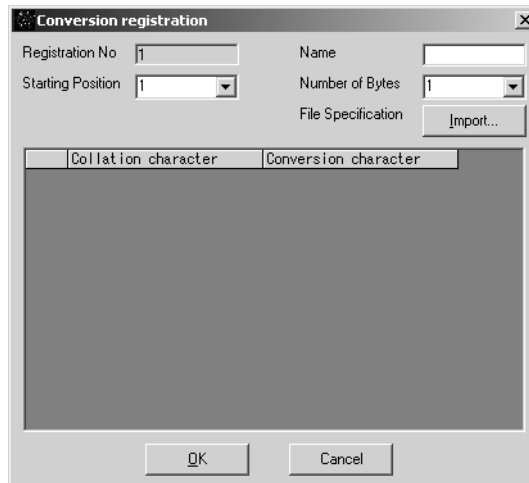 Conversion registration
Registration No 1 Name
Starting Position 1 Number of Bytes 1
File Specification Import...
Collation character Conversion character
OK Cancel